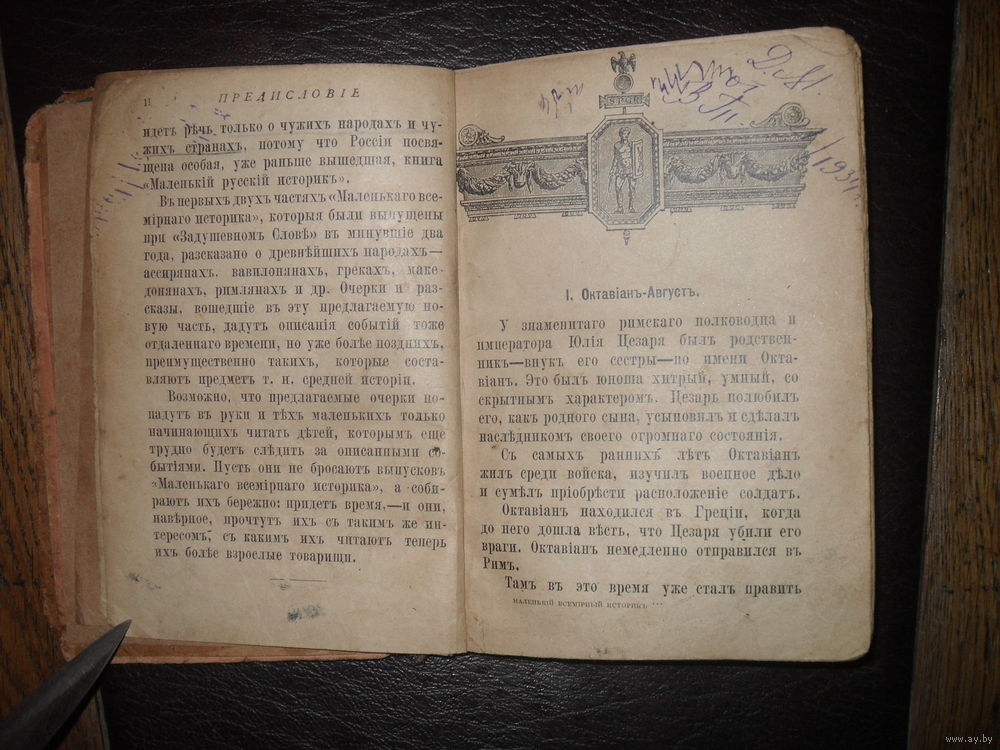 II
ПРЕДИСЛОВІЕ
идетъ рѣчь только о чужихъ народахъ и чу-
жихъ странахъ, потому что Россіи посвя-
щена особая, уже раньше вышедшая, книга
«Маленькій русскій историкъ».
Въ первыхъ двухъ частяхъ «Маленькаго все-
мірнаго историка», которыя были выпущены
при «Задушевномъ Словѣ» въ минувшіе два
года, разсказано о древнѣйшихъ народахъ—
ассирянахъ, вавилонянахъ, грекахъ, маке-
донянахъ, римлянахъ и др. Очерки и раз-
сказы, вошедшіе въ эту предлагаемую но-
вую часть, дадутъ описанія событій тоже
отдаленнаго времени, но уже болѣе позднихъ,
преимущественно такихъ, которые соста-
вляютъ предметъ т. н. средней исторіи.
Возможно, что предлагаемые очерки по-
падутъ въ руки и тѣхъ маленькихъ только
начинающихъ читать дѣтей, которымъ еще
трудно будетъ слѣдить за описанными со-
бытіями. Пусть они не бросаютъ выпусковъ
«Маленькаго всемірнаго историка», а соби-
раютъ ихъ бережно: придетъ время,—и они,
навѣрное, прочтутъ ихъ съ такимъ же ин-
тересомъ, съ какимъ ихъ читаютъ теперь
ихъ болѣе взрослые товарищи.
SPQR
Д. М.
В П.
/1934
I. Октавіанъ-Августъ.
У знаменитаго римскаго полководца и
императора Юлія Цезаря былъ родствен-
никъ—внукъ его сестры—по имени Окта-
віанъ. Это былъ юноша хитрый, умный, со
скрытнымъ характеромъ. Цезарь полюбилъ
его, какъ родного сына, усыновилъ и сдѣлалъ
наслѣдникомъ своего огромнаго состоянія.
Съ самыхъ раннихъ лѣтъ Октавіанъ
жилъ среди войска, изучилъ военное дѣло
и сумѣлъ пріобрѣсти расположеніе солдатъ.
Октавіанъ находился въ Греціи, когда
до него дошла вѣсть, что Цезаря убили его
враги. Октавіанъ немедленно отправился въ
Римъ.
Тамъ въ это время уже сталъ править
МАЛЕНЬКІЙ ВСЕМІРНЫЙ ИСТОРИКЪ
www.ay.by